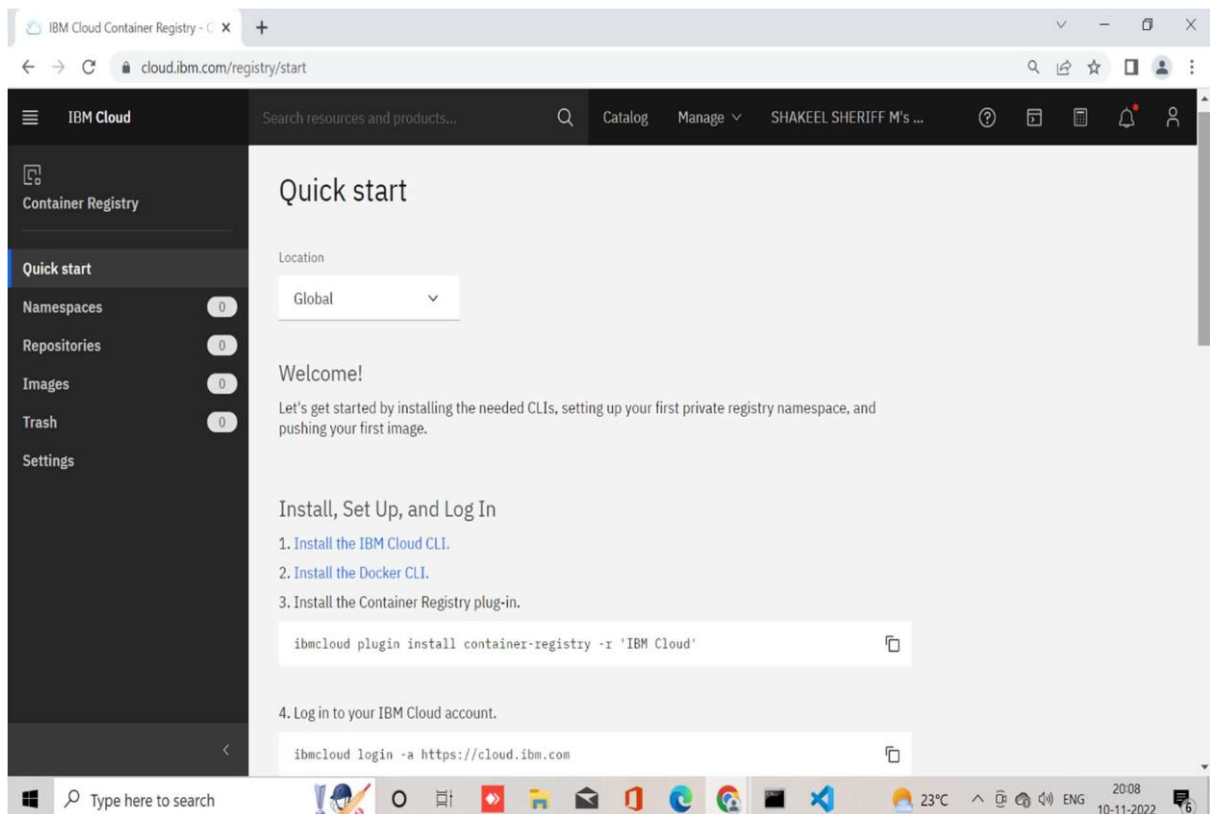 IBM Cloud Container Registry - C
cloud.ibm.com/registry/start
IBM Cloud
Search resources and products...
Catalog
Manage
SHAKEEL SHERIFF M's ...
Container Registry
Quick start
Namespaces 0
Repositories 0
Images 0
Trash 0
Settings
Quick start
Location
Global
Welcome!
Let's get started by installing the needed CLIs, setting up your first private registry namespace, and
pushing your first image.
Install, Set Up, and Log In
1. Install the IBM Cloud CLI.
2. Install the Docker CLI.
3. Install the Container Registry plug-in.
ibmcloud plugin install container-registry -r 'IBM Cloud'
4. Log in to your IBM Cloud account.
ibmcloud login -a https://cloud.ibm.com
Type here to search
23°C
ENG
20:08
10-11-2022
6